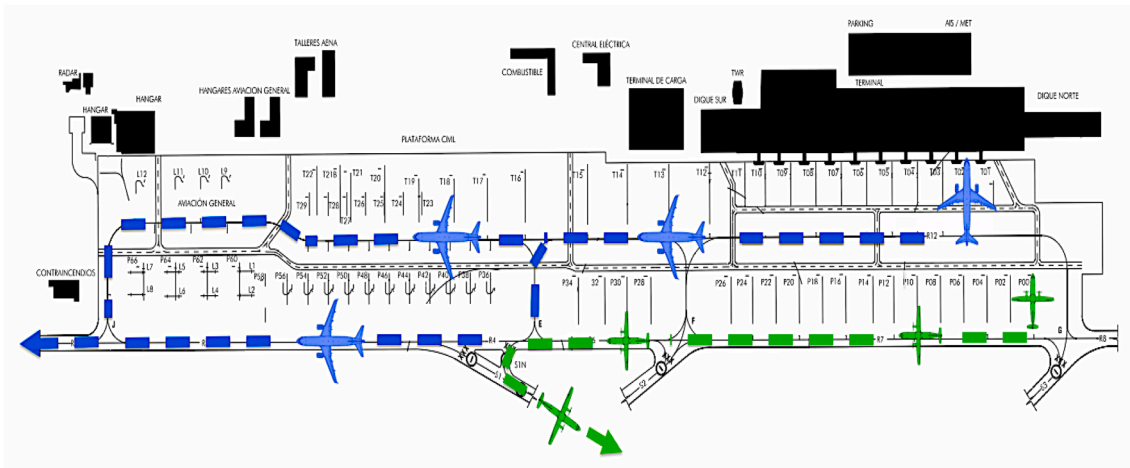 PARKING
AIS / MET
TALLERES AENA
CENTRAL ELÉCTRICA
RADAR
COMBUSTIBLE
TERMINAL DE CARGA
TWR
TERMINAL
HANGARES AVIACIÓN GENERAL
DIQUE SUR
DIQUE NORTE
HANGAR
HANGAR
PLATAFORMA CIVIL
L12
L11
L10
L9
T22
T21B
T21
T20
T19
T18
T17
T16
T15
T14
T13
T12
T11
T10
T09
T08
T07
T06
T05
T04
T03
T02
T01
AVIACIÓN GENERAL
T29
T28
T27
T26
T25
T24
T23
R12
CONTRAINCENDIOS
P66
P64
P62
P60
P58
P56
P54
P52
P50
P48
P46
P44
P42
P40
P38
P36
P34
32
P30
P28
P26
P24
P22
P20
P18
P16
P14
P12
P10
P08
P06
P04
P02
P00
L7
L5
L3
L1
L8
L6
L4
L2
J
E
F
G
R
R
R4
R7
R8
S1
S1N
S2
S3